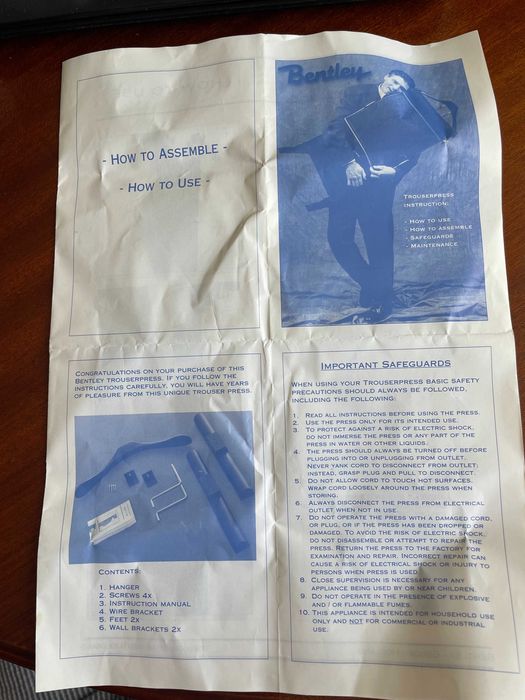 - How to Assemble -
- How to Use -
Bentley
Trouserpress
instruction:
- How to use
- How to assemble
- Safeguards
- Maintenance
Congratulations on your purchase of this
Bentley trouserpress. If you follow the
instructions carefully, you will have years
of pleasure from this unique trouser press.
Contents:
1. Hanger
2. Screws 4x
3. Instruction manual
4. Wire bracket
5. Feet 2x
6. Wall brackets 2x
Important Safeguards
When using your Trouserpress basic safety
precautions should always be followed,
including the following:
1. Read all instructions before using the press.
2. Use the press only for its intended use.
3. To protect against a risk of electric shock,
do not immerse the press or any part of the
press in water or other liquids.
4. The press should always be turned off before
plugging into or unplugging from outlet.
Never yank cord to disconnect from outlet;
instead, grasp plug and pull to disconnect.
5. Do not allow cord to touch hot surfaces.
Wrap cord loosely around the press when
storing.
6. Always disconnect the press from electrical
outlet when not in use.
7. Do not operate the press with a damaged cord,
or plug, or if the press has been dropped or
damaged. To avoid the risk of electric shock,
do not disassemble or attempt to repair the
press. Return the press to the factory for
examination and repair. Incorrect repair can
cause a risk of electrical shock or injury to
persons when press is used.
8. Close supervision is necessary for any
appliance being used by or near children.
9. Do not operate in the presence of explosive
and / or flammable fumes.
10. This appliance is intended for household use
only and not for commercial or industrial
use.